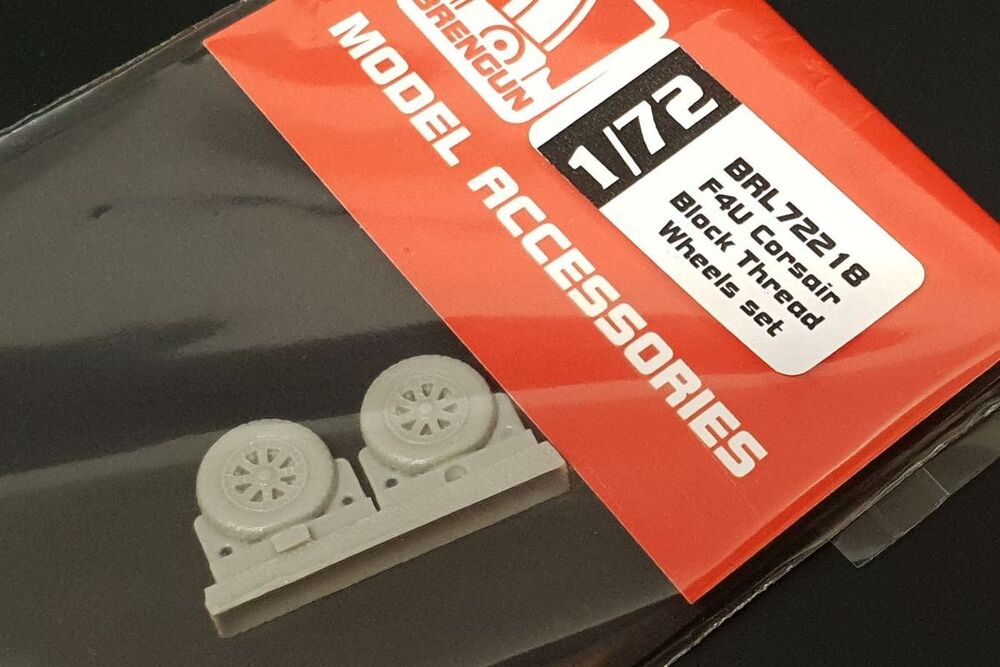 BRENGUN
MODEL ACCESSORIES
1/72
BRL72218
F4U Corsair
Block Thread
Wheels set